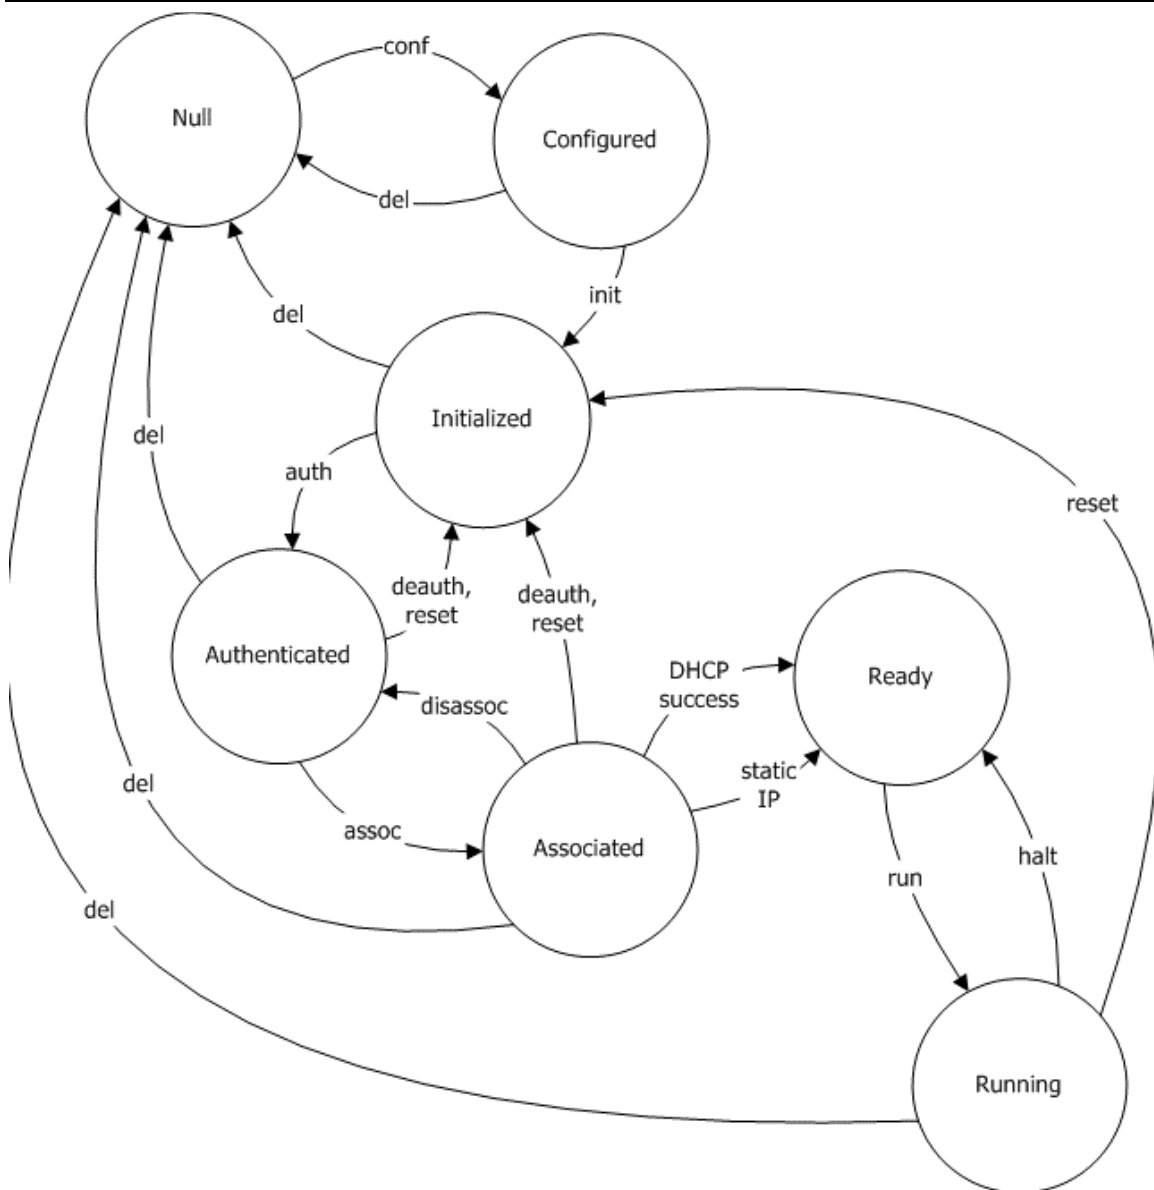 conf
Null
Configured
del
init
del
Initialized
del
auth
reset
deauth,
reset
deauth,
reset
Authenticated
DHCP
success
Ready
disassoc
static
IP
del
assoc
Associated
halt
run
del
Running